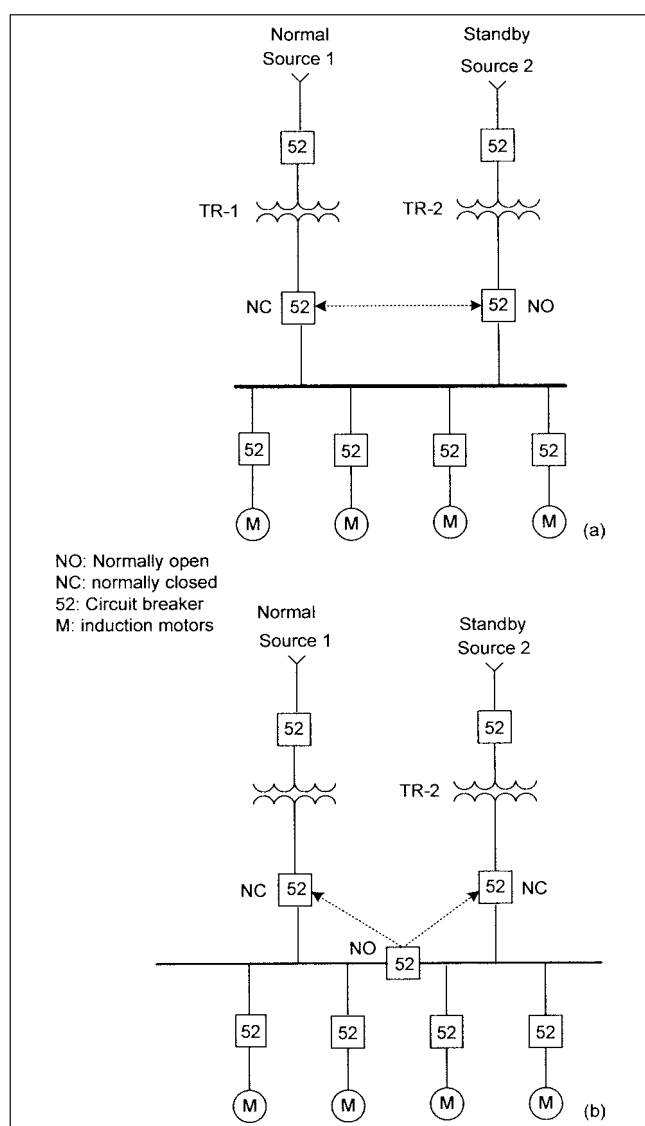 Normal
Source 1
Standby
Source 2
52
52
TR-1
TR-2
NC
52
52
NO
52
52
52
52
M
M
M
M
(a)
NO: Normally open
NC: normally closed
52: Circuit breaker
M: induction motors
Normal
Source 1
Standby
Source 2
52
52
TR-2
NC
52
52
NC
NO
52
52
52
52
52
M
M
M
M
(b)